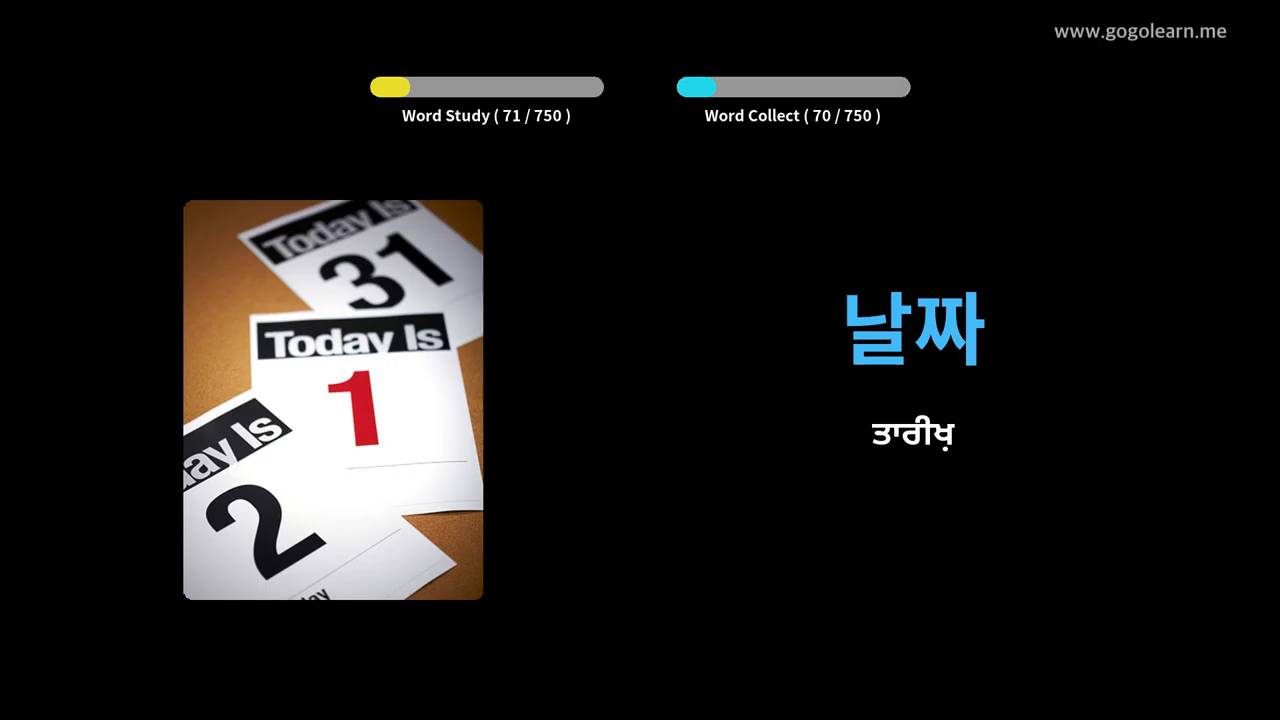 www.gogolearn.me
Word Study ( 71 / 750 )
Word Collect ( 70 / 750 )
Today Is
31
Today Is
1
ay Is
2
day
날짜
ਤਾਰੀਖ਼